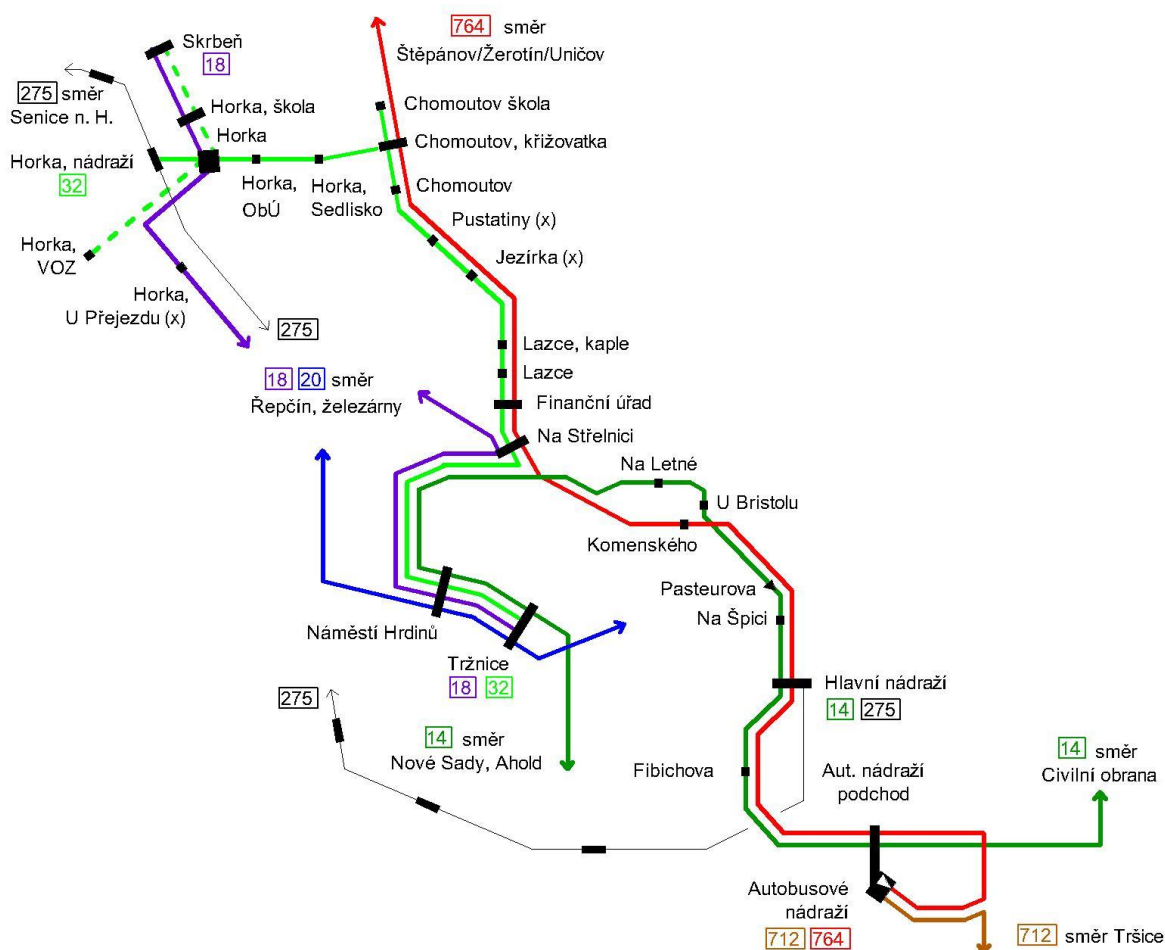 764 směr
Štěpánov/Žerotín/Uničov
Skrbeň
18
275 směr
Senice n. H.
Horka, škola
Horka
Chomoutov škola
Chomoutov, křižovatka
Horka, nádraží
32
Horka,
ObÚ
Horka,
Sedlisko
Chomoutov
Pustatiny (x)
Jezírka (x)
Horka,
VOZ
Horka,
U Přejezdu (x)
275
Lazce, kaple
Lazce
18 20 směr
Řepčín, železárny
Finanční úřad
Na Střelnici
Na Letné
U Bristolu
Komenského
Pasteurova
Na Špici
Náměstí Hrdinů
Tržnice
18 32
275
Hlavní nádraží
14 275
14 směr
Nové Sady, Ahold
Fibichova
Aut. nádraží
podchod
14 směr
Civilní obrana
Autobusové
nádraží
712 764
712 směr Tršice